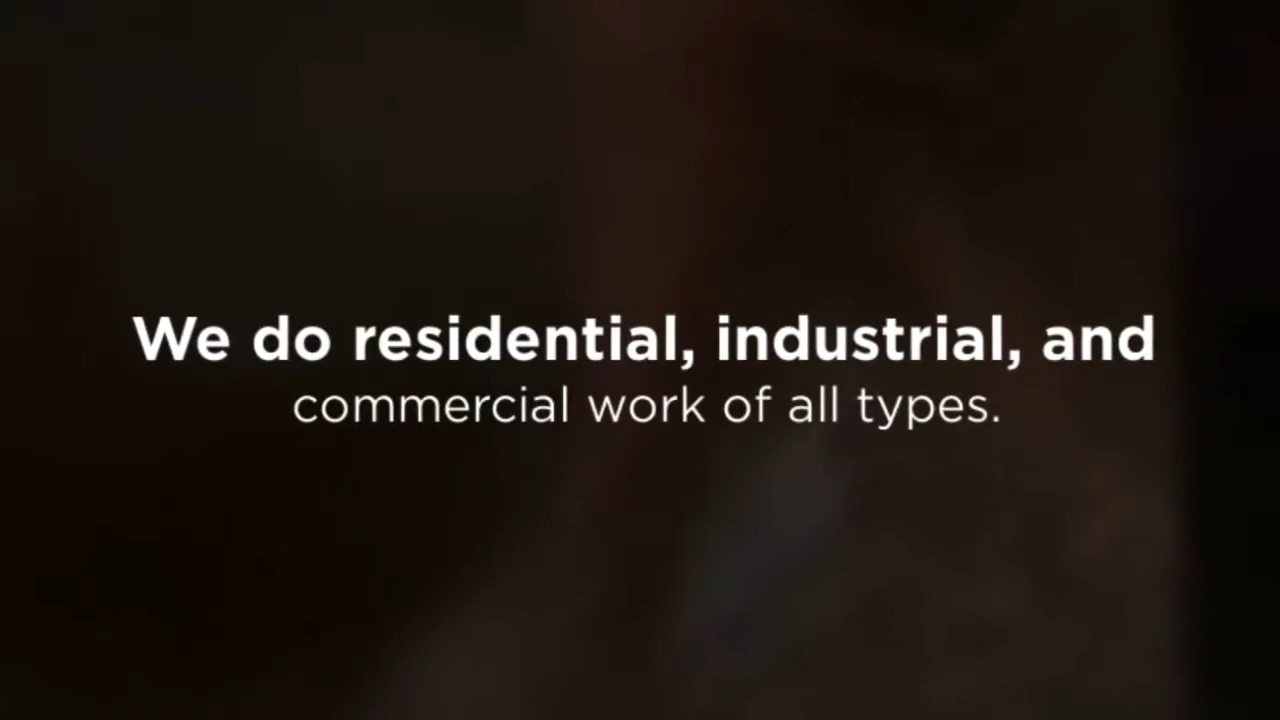 We do residential, industrial, and
commercial work of all types.